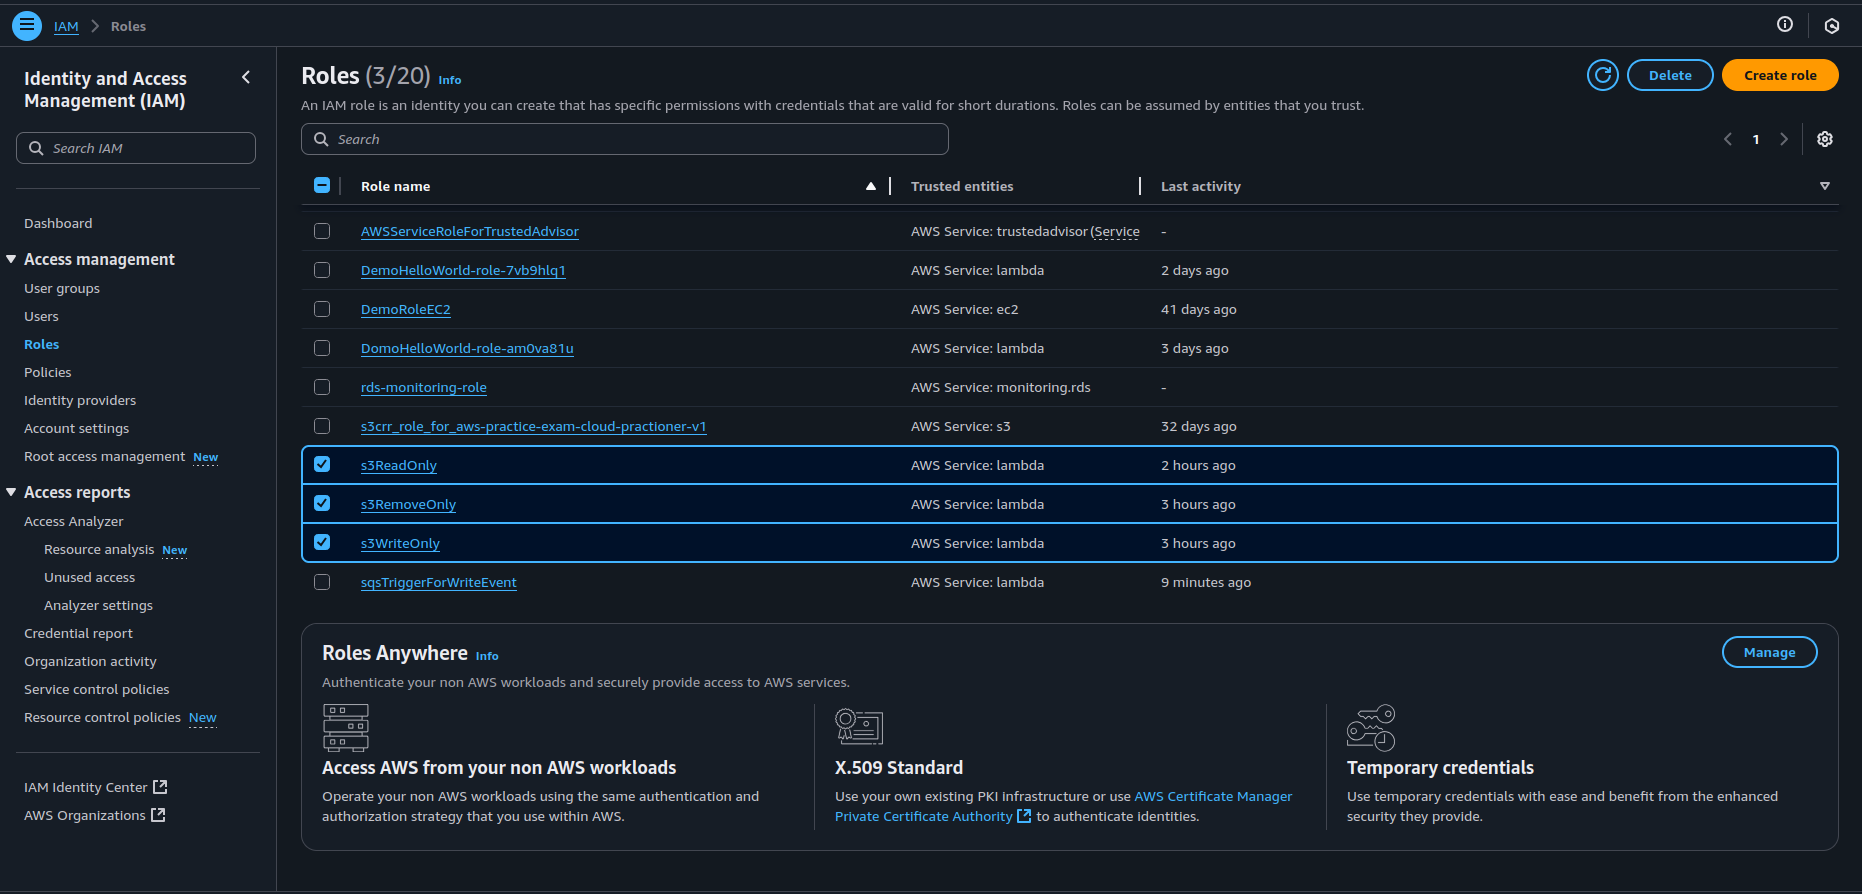 IAM > Roles
Identity and Access
Management (IAM)
Search IAM
Dashboard
Access management
User groups
Users
Roles
Policies
Identity providers
Account settings
Root access management New
Access reports
Access Analyzer
Resource analysis New
Unused access
Analyzer settings
Credential report
Organization activity
Service control policies
Resource control policies New
IAM Identity Center
AWS Organizations
Roles (3/20) Info
Delete
Create role
An IAM role is an identity you can create that has specific permissions with credentials that are valid for short durations. Roles can be assumed by entities that you trust.
Search
1
Role name Trusted entities Last activity
AWSServiceRoleForTrustedAdvisor AWS Service: trustedadvisor (Service -
DemoHelloWorld-role-7vb9hlq1 AWS Service: lambda 2 days ago
DemoRoleEC2 AWS Service: ec2 41 days ago
DomoHelloWorld-role-am0va81u AWS Service: lambda 3 days ago
rds-monitoring-role AWS Service: monitoring.rds -
s3crr_role_for_aws-practice-exam-cloud-practioner-v1 AWS Service: s3 32 days ago
s3ReadOnly AWS Service: lambda 2 hours ago
s3RemoveOnly AWS Service: lambda 3 hours ago
s3WriteOnly AWS Service: lambda 3 hours ago
sqsTriggerForWriteEvent AWS Service: lambda 9 minutes ago
Roles Anywhere Info
Manage
Authenticate your non AWS workloads and securely provide access to AWS services.
Access AWS from your non AWS workloads
Operate your non AWS workloads using the same authentication and
authorization strategy that you use within AWS.
X.509 Standard
Use your own existing PKI infrastructure or use AWS Certificate Manager
Private Certificate Authority to authenticate identities.
Temporary credentials
Use temporary credentials with ease and benefit from the enhanced
security they provide.